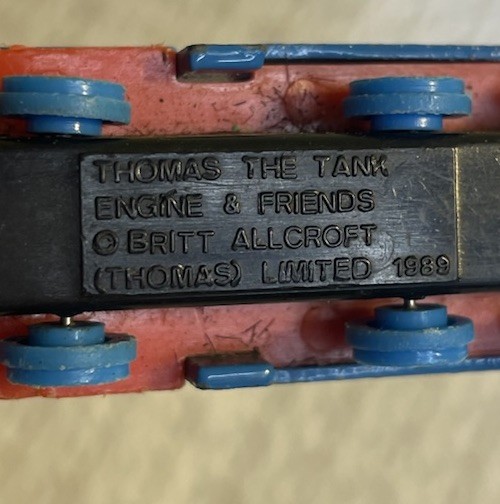 THOMAS THE TANK
ENGINE & FRIENDS
© BRITT ALLCROFT
(THOMAS) LIMITED 1989